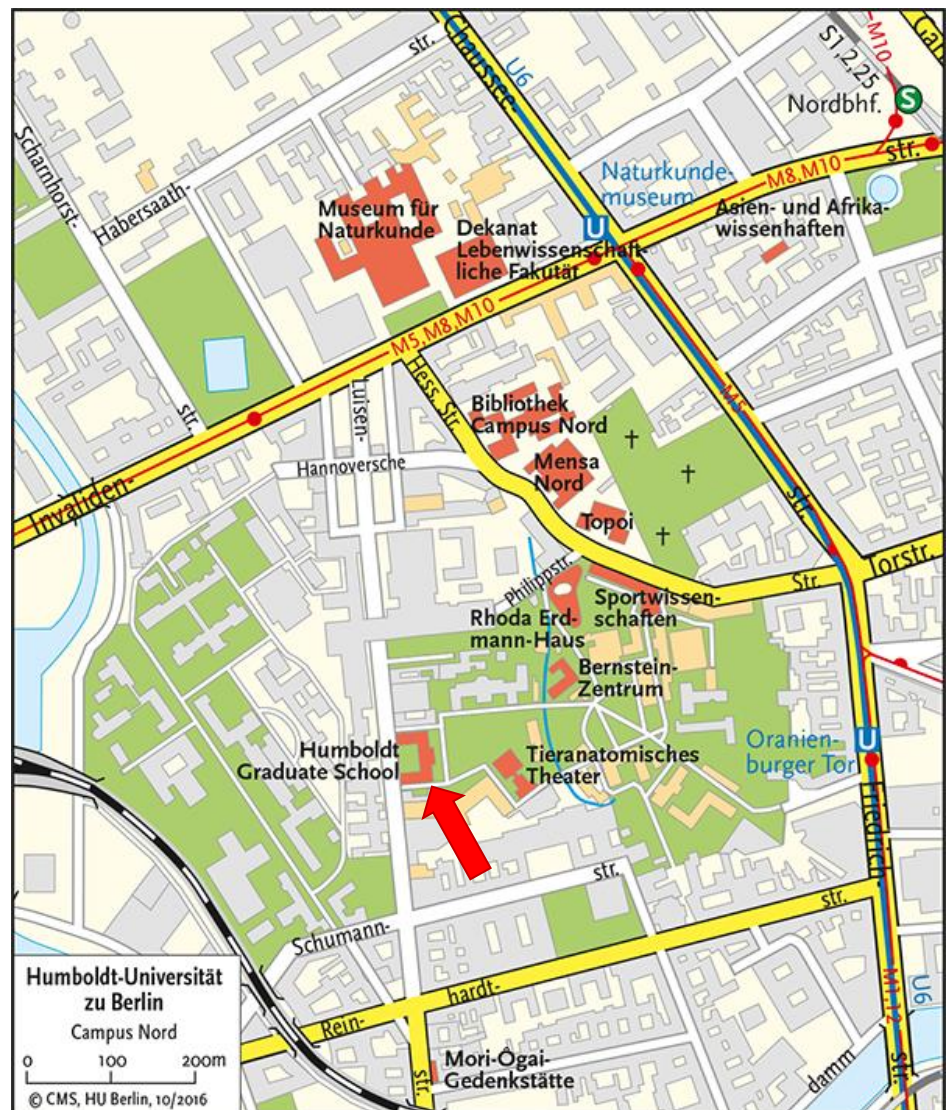 Chaussee-
U6
str.
M10
S1,2,25
Nordbhf.
S
str.
Scharnhorst-
Habersaath-
Naturkunde-
museum
U
M8,M10
Museum für
Naturkunde
Dekanat
Lebenwissenschaft-
liche Fakutät
Asien- und Afrika-
wissenhaften
M5,M8,M10
Hess. Str.
Luisen-
M5
str.
Bibliothek
Campus Nord
Hannoversche
Mensa
Nord
Invaliden-
str.
Topoi
Torstr.
Str.
Philippstr.
Sportwissen-
schaften
Rhoda Erd-
mann-Haus
Bernstein-
Zentrum
Humboldt
Graduate School
Tieranatomisches
Theater
Oranien-
burger Tor
U
Friedrich-
str.
Schumann-
str.
Rein-
hardt-
M1,12
U6
str.
Humboldt-Universität
zu Berlin
Campus Nord
0 100 200m
© CMS, HU Berlin, 10/2016
Mori-Ôgai-
Gedenkstätte
str.
damm